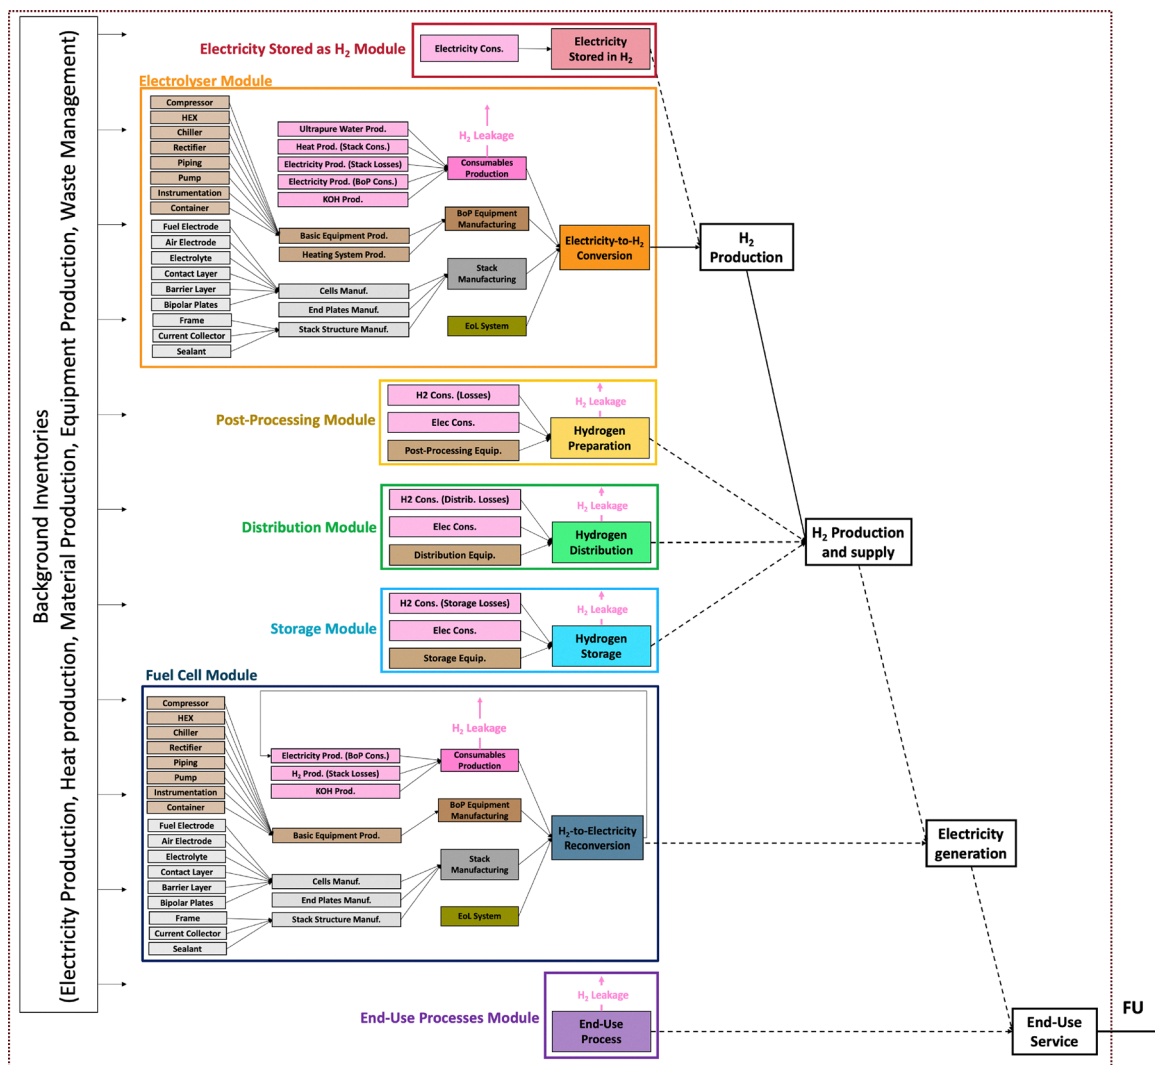 Background Inventories
(Electricity Production, Heat production, Material Production, Equipment Production, Waste Management)
Electricity Stored as H₂ Module
Electricity Cons.
Electricity
Stored in H₂
Electrolyser Module
Compressor
HEX
Chiller
Rectifier
Piping
Pump
Instrumentation
Container
Fuel Electrode
Air Electrode
Electrolyte
Contact Layer
Barrier Layer
Bipolar Plates
Frame
Current Collector
Sealant
Ultrapure Water Prod.
Heat Prod. (Stack Cons.)
Electricity Prod. (Stack Losses)
Electricity Prod. (BoP Cons.)
KOH Prod.
Basic Equipment Prod.
Heating System Prod.
Cells Manuf.
End Plates Manuf.
Stack Structure Manuf.
H₂ Leakage
Consumables
Production
BoP Equipment
Manufacturing
Stack
Manufacturing
EoL System
Electricity-to-H₂
Conversion
H₂
Production
Post-Processing Module
H2 Cons. (Losses)
Elec Cons.
Post-Processing Equip.
H₂ Leakage
Hydrogen
Preparation
Distribution Module
H2 Cons. (Distrib. Losses)
Elec Cons.
Distribution Equip.
H₂ Leakage
Hydrogen
Distribution
H₂ Production
and supply
Storage Module
H2 Cons. (Storage Losses)
Elec Cons.
Storage Equip.
H₂ Leakage
Hydrogen
Storage
Fuel Cell Module
Compressor
HEX
Chiller
Rectifier
Piping
Pump
Instrumentation
Container
Fuel Electrode
Air Electrode
Electrolyte
Contact Layer
Barrier Layer
Bipolar Plates
Frame
Current Collector
Sealant
Electricity Prod. (BoP Cons.)
H₂ Prod. (Stack Losses)
KOH Prod.
Basic Equipment Prod.
Cells Manuf.
End Plates Manuf.
Stack Structure Manuf.
H₂ Leakage
Consumables
Production
BoP Equipment
Manufacturing
Stack
Manufacturing
EoL System
H₂-to-Electricity
Reconversion
Electricity
generation
End-Use Processes Module
H₂ Leakage
End-Use
Process
End-Use
Service
FU